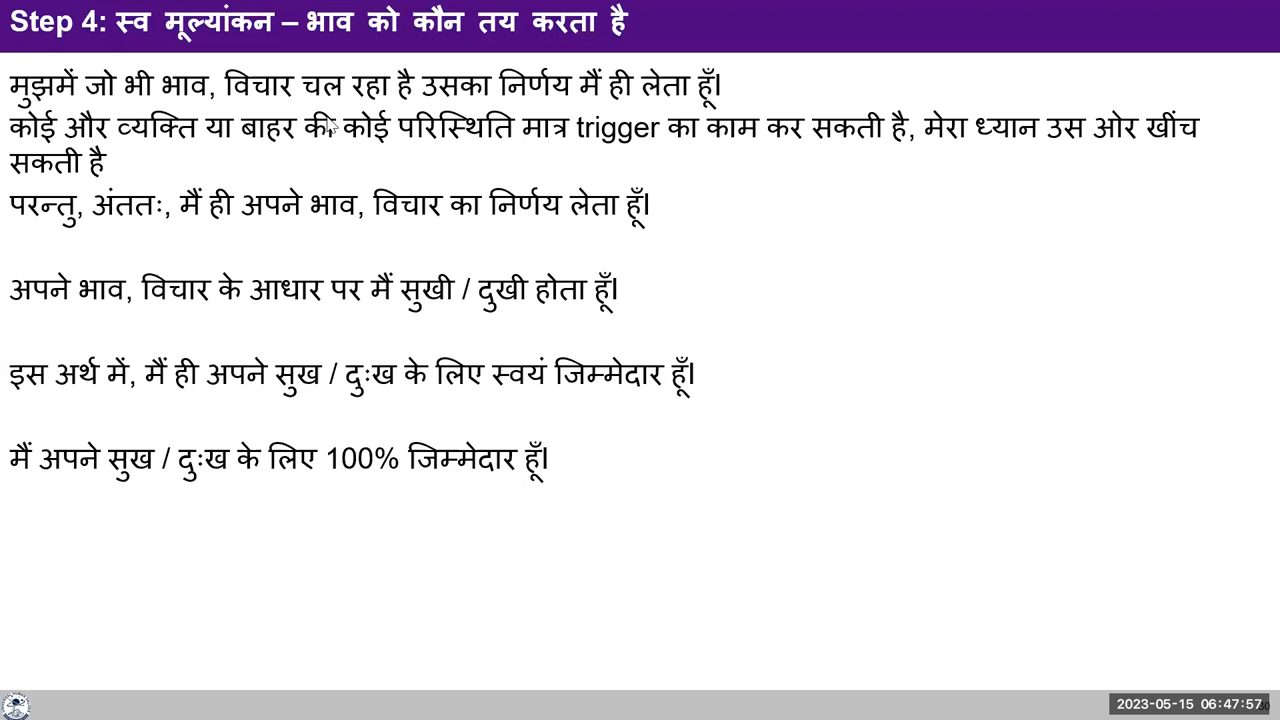 Step 4: स्व मूल्यांकन – भाव को कौन तय करता है
मुझमें जो भी भाव, विचार चल रहा है उसका निर्णय मैं ही लेता हूँ।
कोई और व्यक्ति या बाहर की कोई परिस्थिति मात्र trigger का काम कर सकती है, मेरा ध्यान उस ओर खींच
सकती है
परन्तु, अंततः, मैं ही अपने भाव, विचार का निर्णय लेता हूँ।
अपने भाव, विचार के आधार पर मैं सुखी / दुखी होता हूँ।
इस अर्थ में, मैं ही अपने सुख / दुःख के लिए स्वयं जिम्मेदार हूँ।
मैं अपने सुख / दुःख के लिए 100% जिम्मेदार हूँ।
2023-05-15 06:47:57